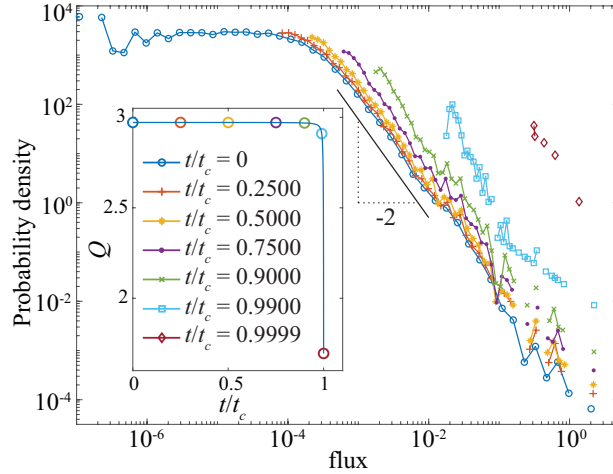 10^6
10^4
10^2
10^0
10^-2
10^-4
Probability density
10^-6
10^-4
10^-2
10^0
flux
-2
3
2.5
2
Q
0
0.5
1
t/t_c
t/t_c = 0
t/t_c = 0.2500
t/t_c = 0.5000
t/t_c = 0.7500
t/t_c = 0.9000
t/t_c = 0.9900
t/t_c = 0.9999